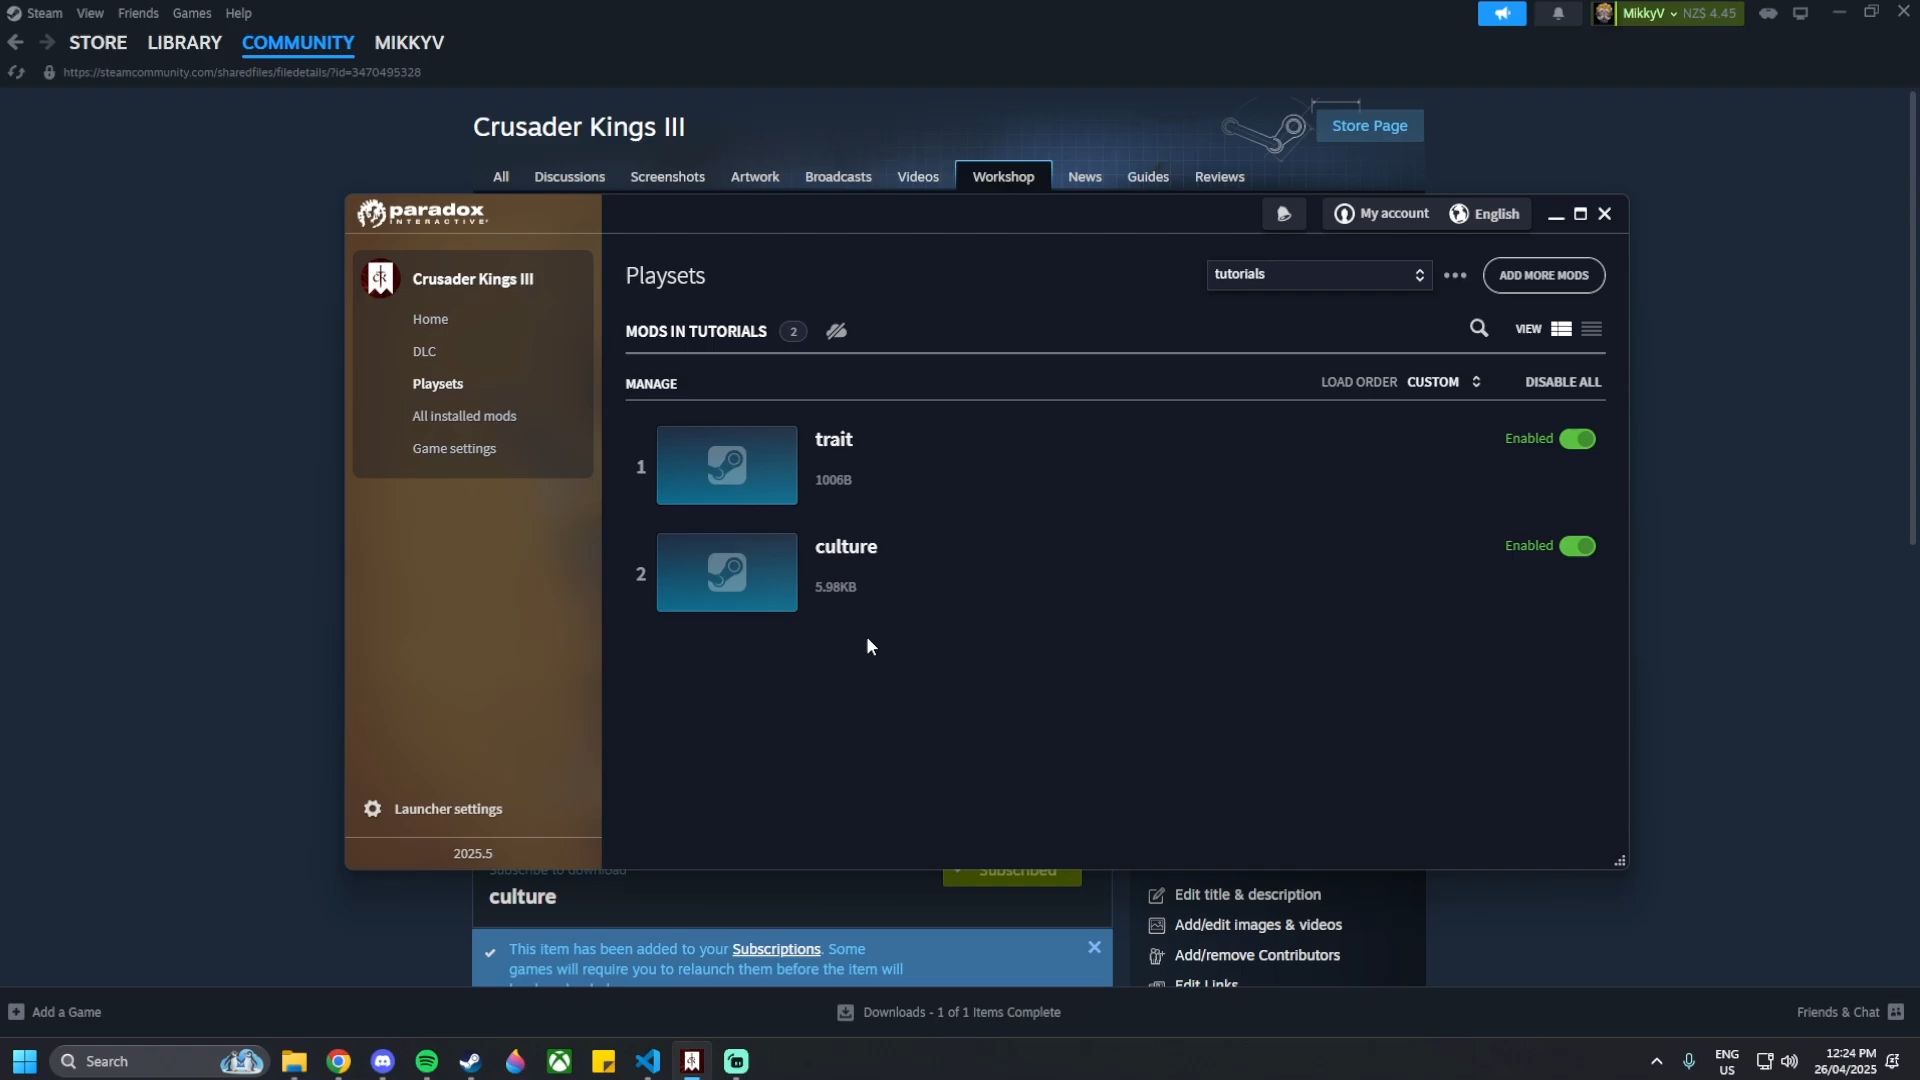 Steam View Friends Games Help
MikkyV NZ$ 4.45
STORE LIBRARY COMMUNITY MIKKYV
https://steamcommunity.com/sharedfiles/filedetails/?id=3470495328
Crusader Kings III
Store Page
All Discussions Screenshots Artwork Broadcasts Videos Workshop News Guides Reviews
paradox
INTERACTIVE
My account English
Crusader Kings III
Home
DLC
Playsets
All installed mods
Game settings
Launcher settings
2025.5
Playsets
tutorials
ADD MORE MODS
MODS IN TUTORIALS 2
VIEW
MANAGE
LOAD ORDER CUSTOM
DISABLE ALL
1
trait
1006B
Enabled
2
culture
5.98KB
Enabled
Subscribe to download
culture
Subscribed
This item has been added to your Subscriptions. Some
games will require you to relaunch them before the item will
Edit title & description
Add/edit images & videos
Add/remove Contributors
Edit Links
Add a Game
Downloads - 1 of 1 Items Complete
Friends & Chat
Search
ENG
US
12:24 PM
26/04/2025